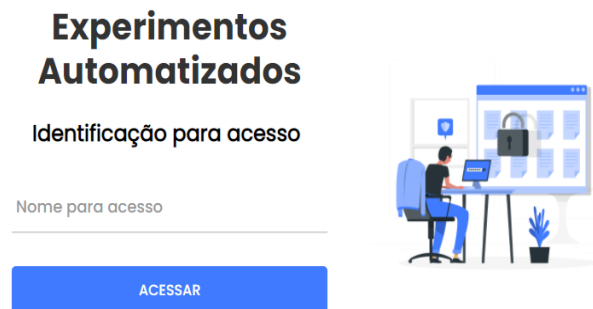 Experimentos
Automatizados
Identificação para acesso
Nome para acesso
ACESSAR